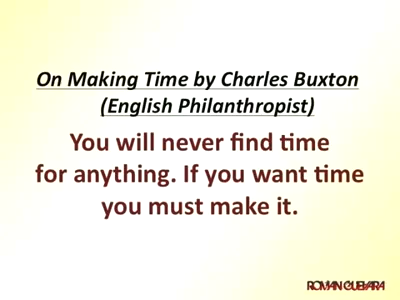 On Making Time by Charles Buxton
(English Philanthropist)
You will never find time
for anything. If you want time
you must make it.
ROMAN GUEVARA